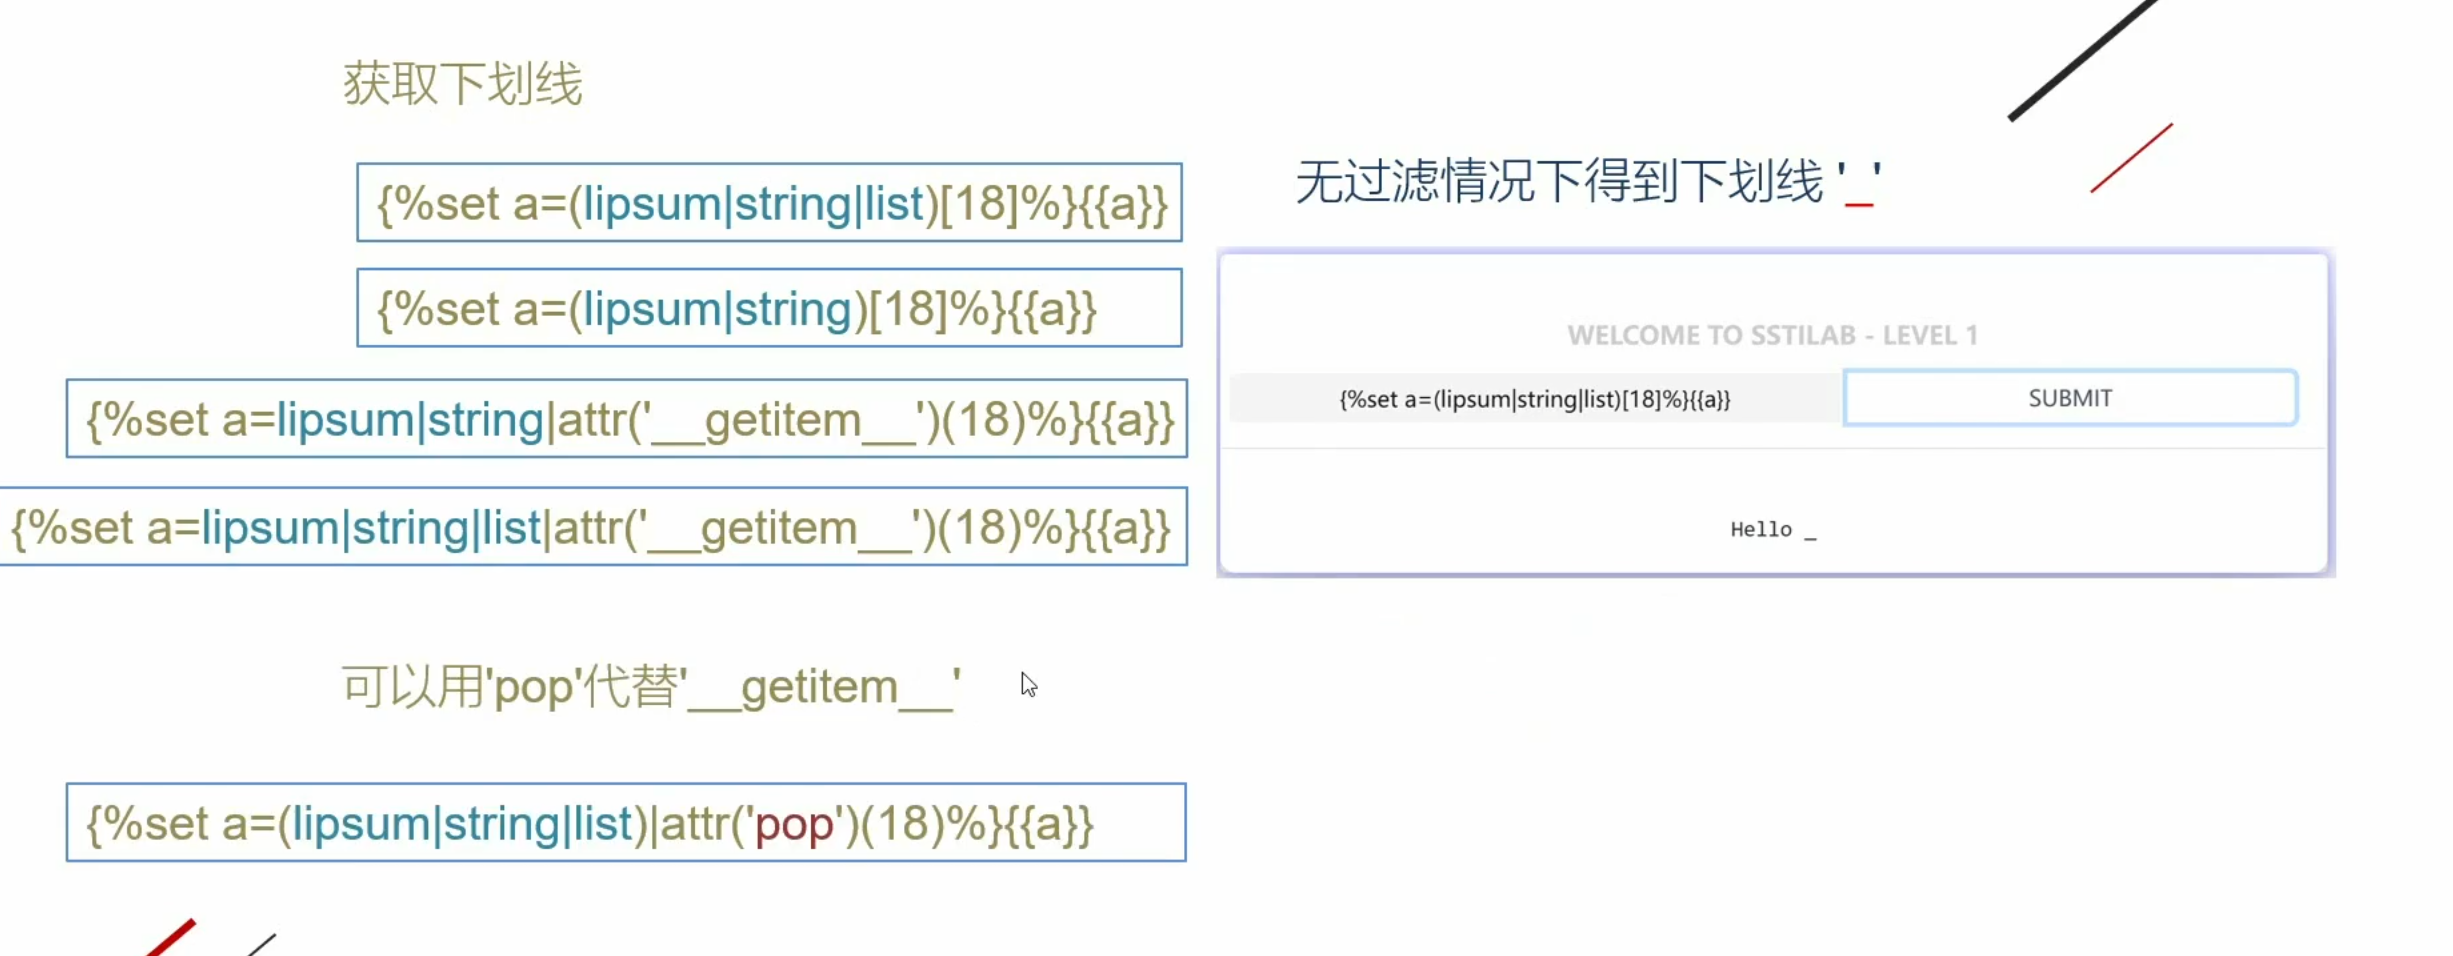 获取下划线
{%set a=(lipsum|string|list)[18]%}{{a}}
{%set a=(lipsum|string)[18]%}{{a}}
{%set a=lipsum|string|attr('__getitem__')(18)%}{{a}}
{%set a=lipsum|string|list|attr('__getitem__')(18)%}{{a}}
可以用'pop'代替'__getitem__'
{%set a=(lipsum|string|list)|attr('pop')(18)%}{{a}}
无过滤情况下得到下划线 '_'
WELCOME TO SSTILAB - LEVEL 1
{%set a=(lipsum|string|list)[18]%}{{a}}
SUBMIT
Hello _